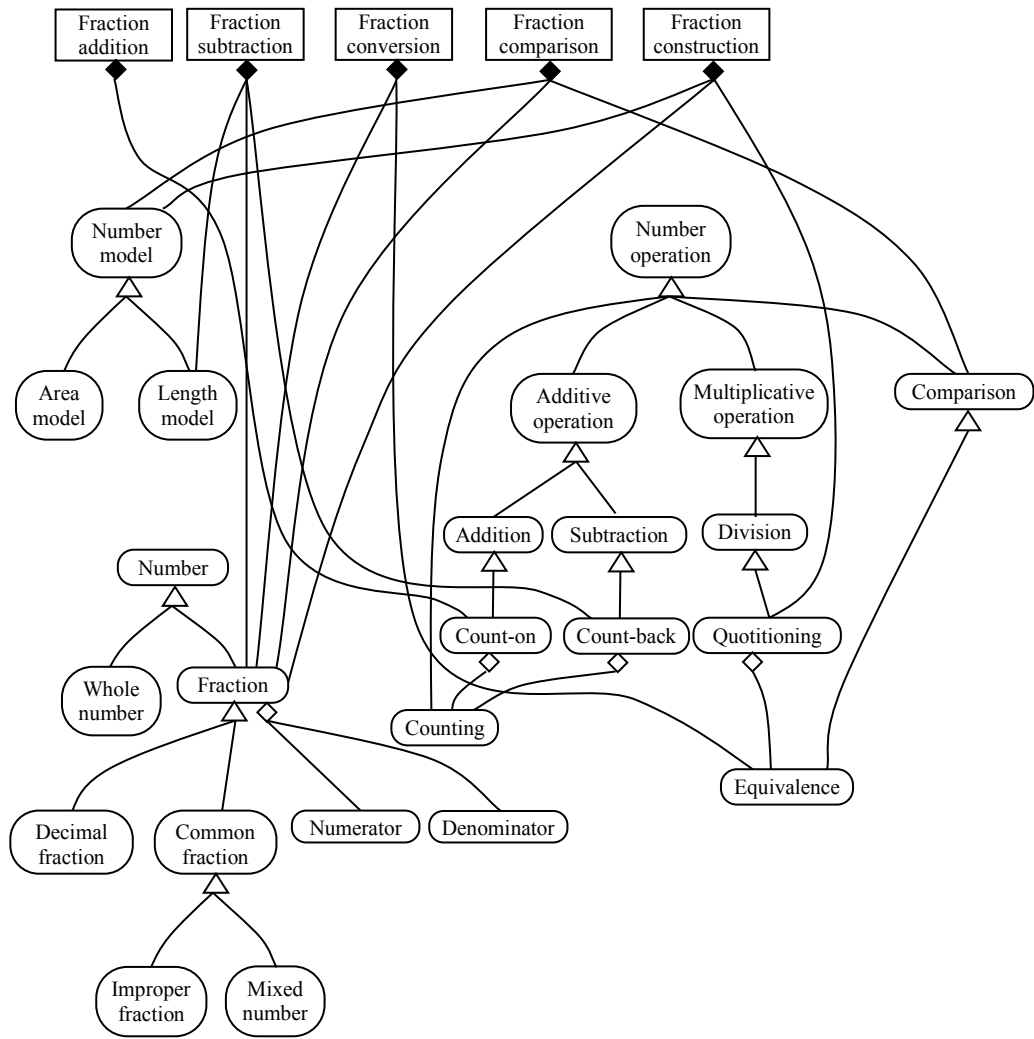 Fraction
addition
Fraction
subtraction
Fraction
conversion
Fraction
comparison
Fraction
construction
Number
model
Number
operation
Area
model
Length
model
Additive
operation
Multiplicative
operation
Comparison
Addition
Subtraction
Division
Number
Count-on
Count-back
Quotitioning
Whole
number
Fraction
Counting
Equivalence
Decimal
fraction
Common
fraction
Numerator
Denominator
Improper
fraction
Mixed
number